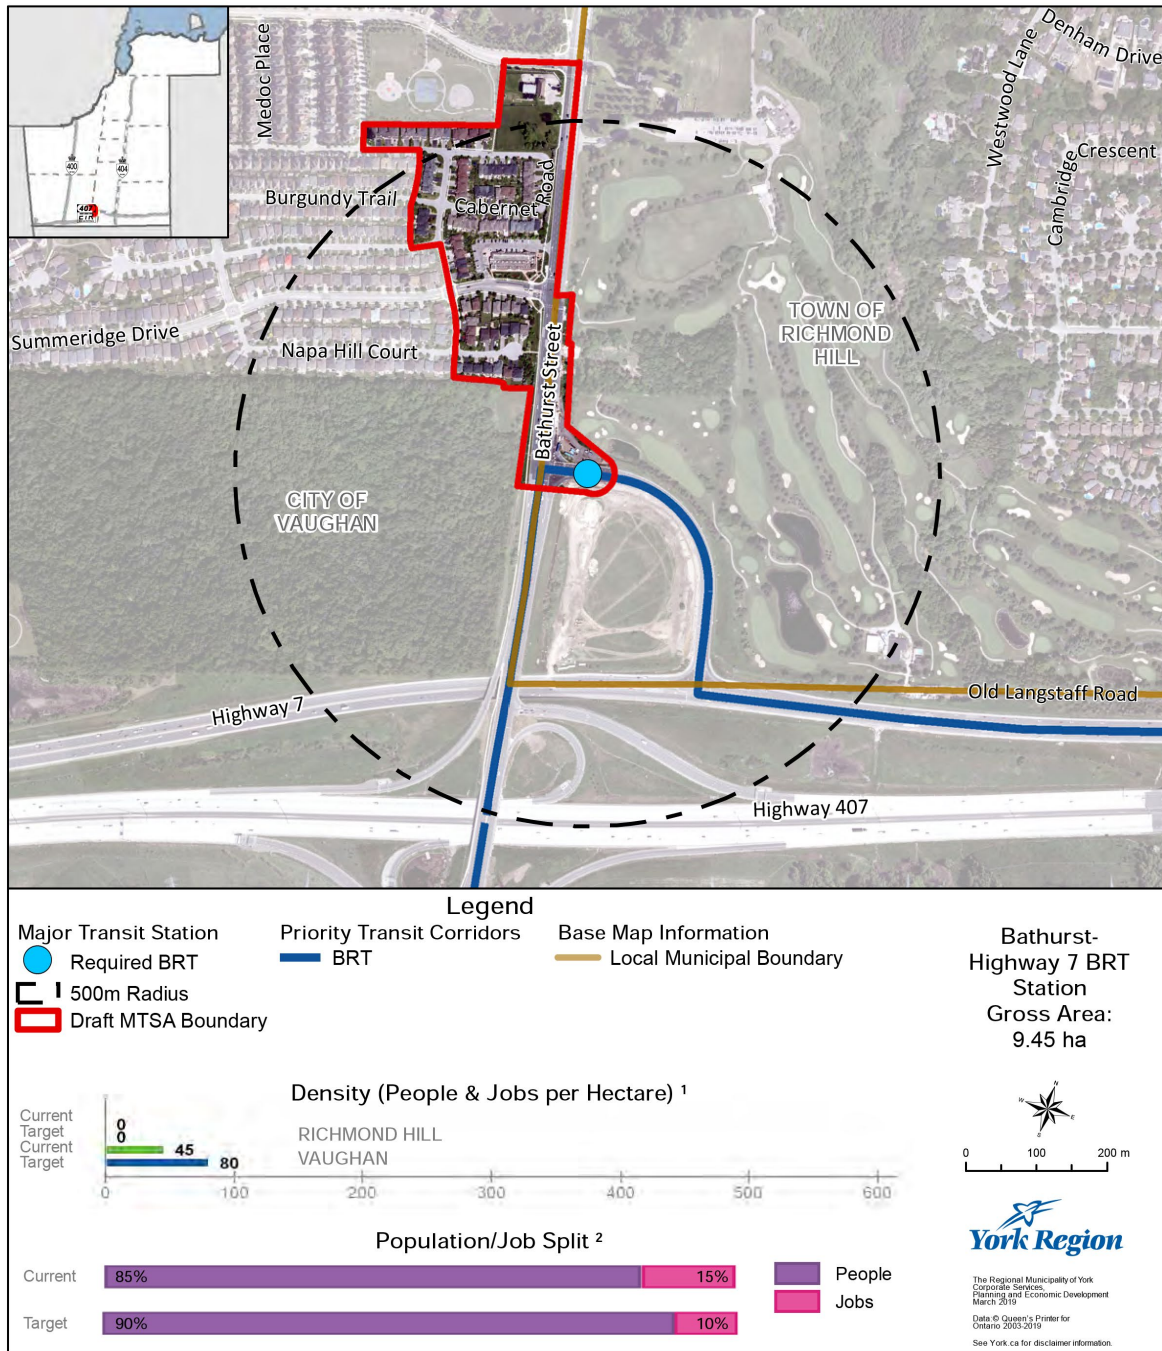 Medoc Place
Denham Drive
Westwood Lane
Crescent
Cambridge
400
404
407
Burgundy Trail
Cabernet Road
TOWN OF
RICHMOND
HILL
Summeridge Drive
Napa Hill Court
Bathurst Street
CITY OF
VAUGHAN
Old Langstaff Road
Highway 7
Highway 407
Legend
Major Transit Station
Required BRT
500m Radius
Draft MTSA Boundary
Priority Transit Corridors
BRT
Base Map Information
Local Municipal Boundary
Bathurst-
Highway 7 BRT
Station
Gross Area:
9.45 ha
Density (People & Jobs per Hectare) ¹
Current 0
Target 0
RICHMOND HILL
Current 45
Target 80
VAUGHAN
0 100 200 300 400 500 600
N
W E
S
0 100 200 m
Population/Job Split ²
Current 85% 15%
Target 90% 10%
People
Jobs
York Region
The Regional Municipality of York
Corporate Services,
Planning and Economic Development
March 2019
Data:© Queen's Printer for
Ontario 2003-2019
See York.ca for disclaimer information.